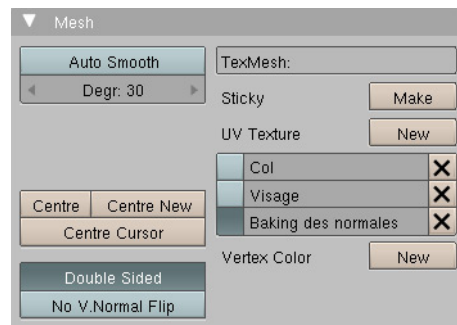 Mesh
Auto Smooth
Degr: 30
Centre
Centre New
Centre Cursor
Double Sided
No V.Normal Flip
TexMesh:
Sticky
Make
UV Texture
New
Col
Visage
Baking des normales
Vertex Color
New